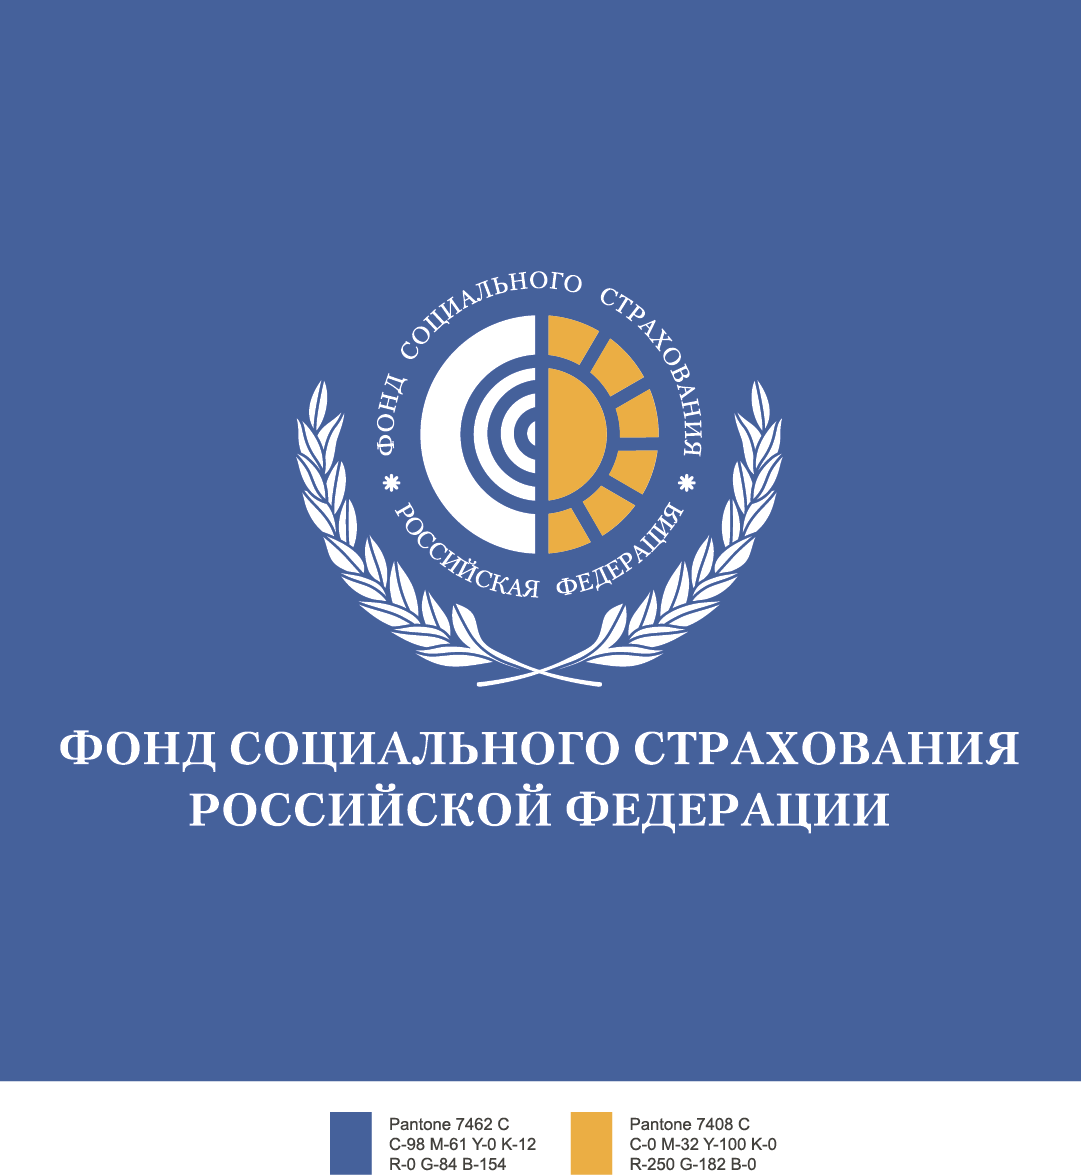 ФОНД СОЦИАЛЬНОГО СТРАХОВАНИЯ
* РОССИЙСКАЯ ФЕДЕРАЦИЯ *
ФОНД СОЦИАЛЬНОГО СТРАХОВАНИЯ
РОССИЙСКОЙ ФЕДЕРАЦИИ
Pantone 7462 C
C-98 M-61 Y-0 K-12
R-0 G-84 B-154
Pantone 7408 C
C-0 M-32 Y-100 K-0
R-250 G-182 B-0